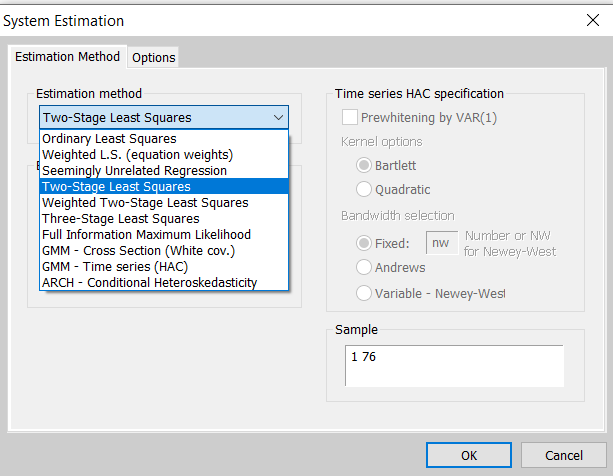 System Estimation
Estimation Method
Options
Estimation method
Two-Stage Least Squares
Ordinary Least Squares
Weighted L.S. (equation weights)
Seemingly Unrelated Regression
Two-Stage Least Squares
Weighted Two-Stage Least Squares
Three-Stage Least Squares
Full Information Maximum Likelihood
GMM - Cross Section (White cov.)
GMM - Time series (HAC)
ARCH - Conditional Heteroskedasticity
Time series HAC specification
Prewhitening by VAR(1)
Kernel options
Bartlett
Quadratic
Bandwidth selection
Fixed:
nw
Number or NW
for Newey-West
Andrews
Variable - Newey-West
Sample
1 76
OK
Cancel